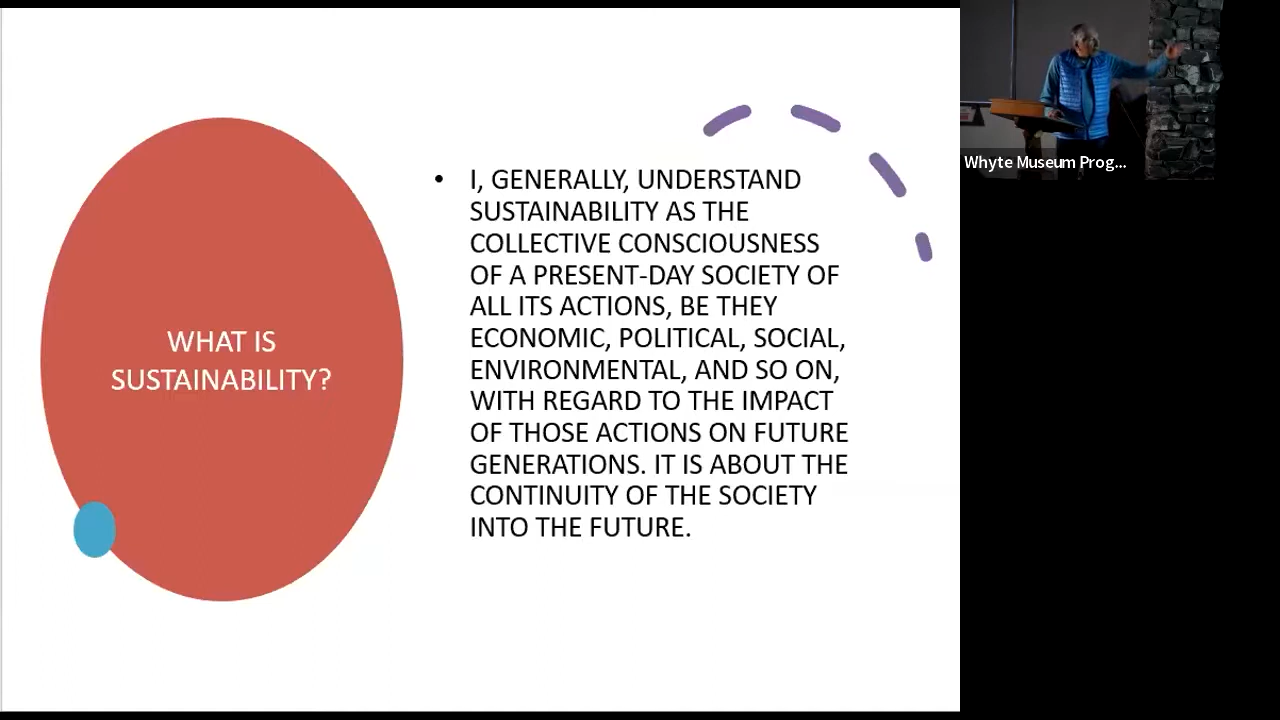 WHAT IS
SUSTAINABILITY?
• I, GENERALLY, UNDERSTAND
SUSTAINABILITY AS THE
COLLECTIVE CONSCIOUSNESS
OF A PRESENT-DAY SOCIETY OF
ALL ITS ACTIONS, BE THEY
ECONOMIC, POLITICAL, SOCIAL,
ENVIRONMENTAL, AND SO ON,
WITH REGARD TO THE IMPACT
OF THOSE ACTIONS ON FUTURE
GENERATIONS. IT IS ABOUT THE
CONTINUITY OF THE SOCIETY
INTO THE FUTURE.
Whyte Museum Prog...